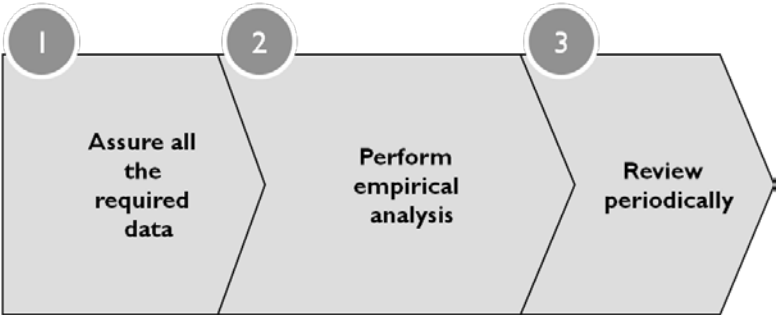 1
2
3
Assure all
the
required
data
Perform
empirical
analysis
Review
periodically